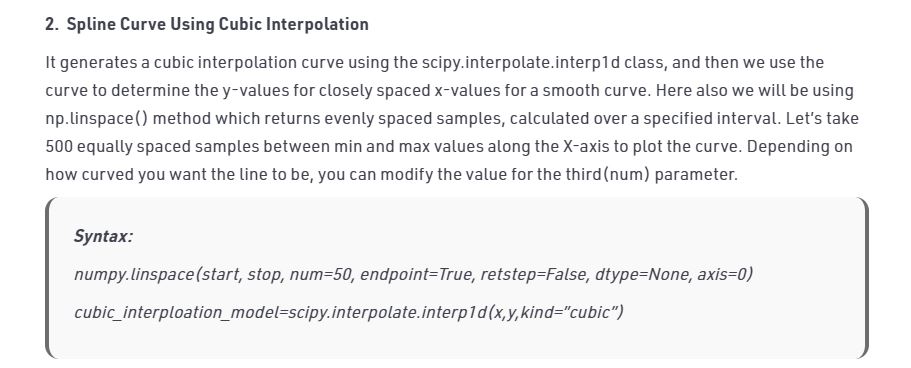 2. Spline Curve Using Cubic Interpolation
It generates a cubic interpolation curve using the scipy.interpolate.interp1d class, and then we use the
curve to determine the y-values for closely spaced x-values for a smooth curve. Here also we will be using
np.linspace() method which returns evenly spaced samples, calculated over a specified interval. Let's take
500 equally spaced samples between min and max values along the X-axis to plot the curve. Depending on
how curved you want the line to be, you can modify the value for the third(num) parameter.
Syntax:
numpy.linspace(start, stop, num=50, endpoint=True, retstep=False, dtype=None, axis=0)
cubic_interploation_model=scipy.interpolate.interp1d(x,y,kind="cubic")